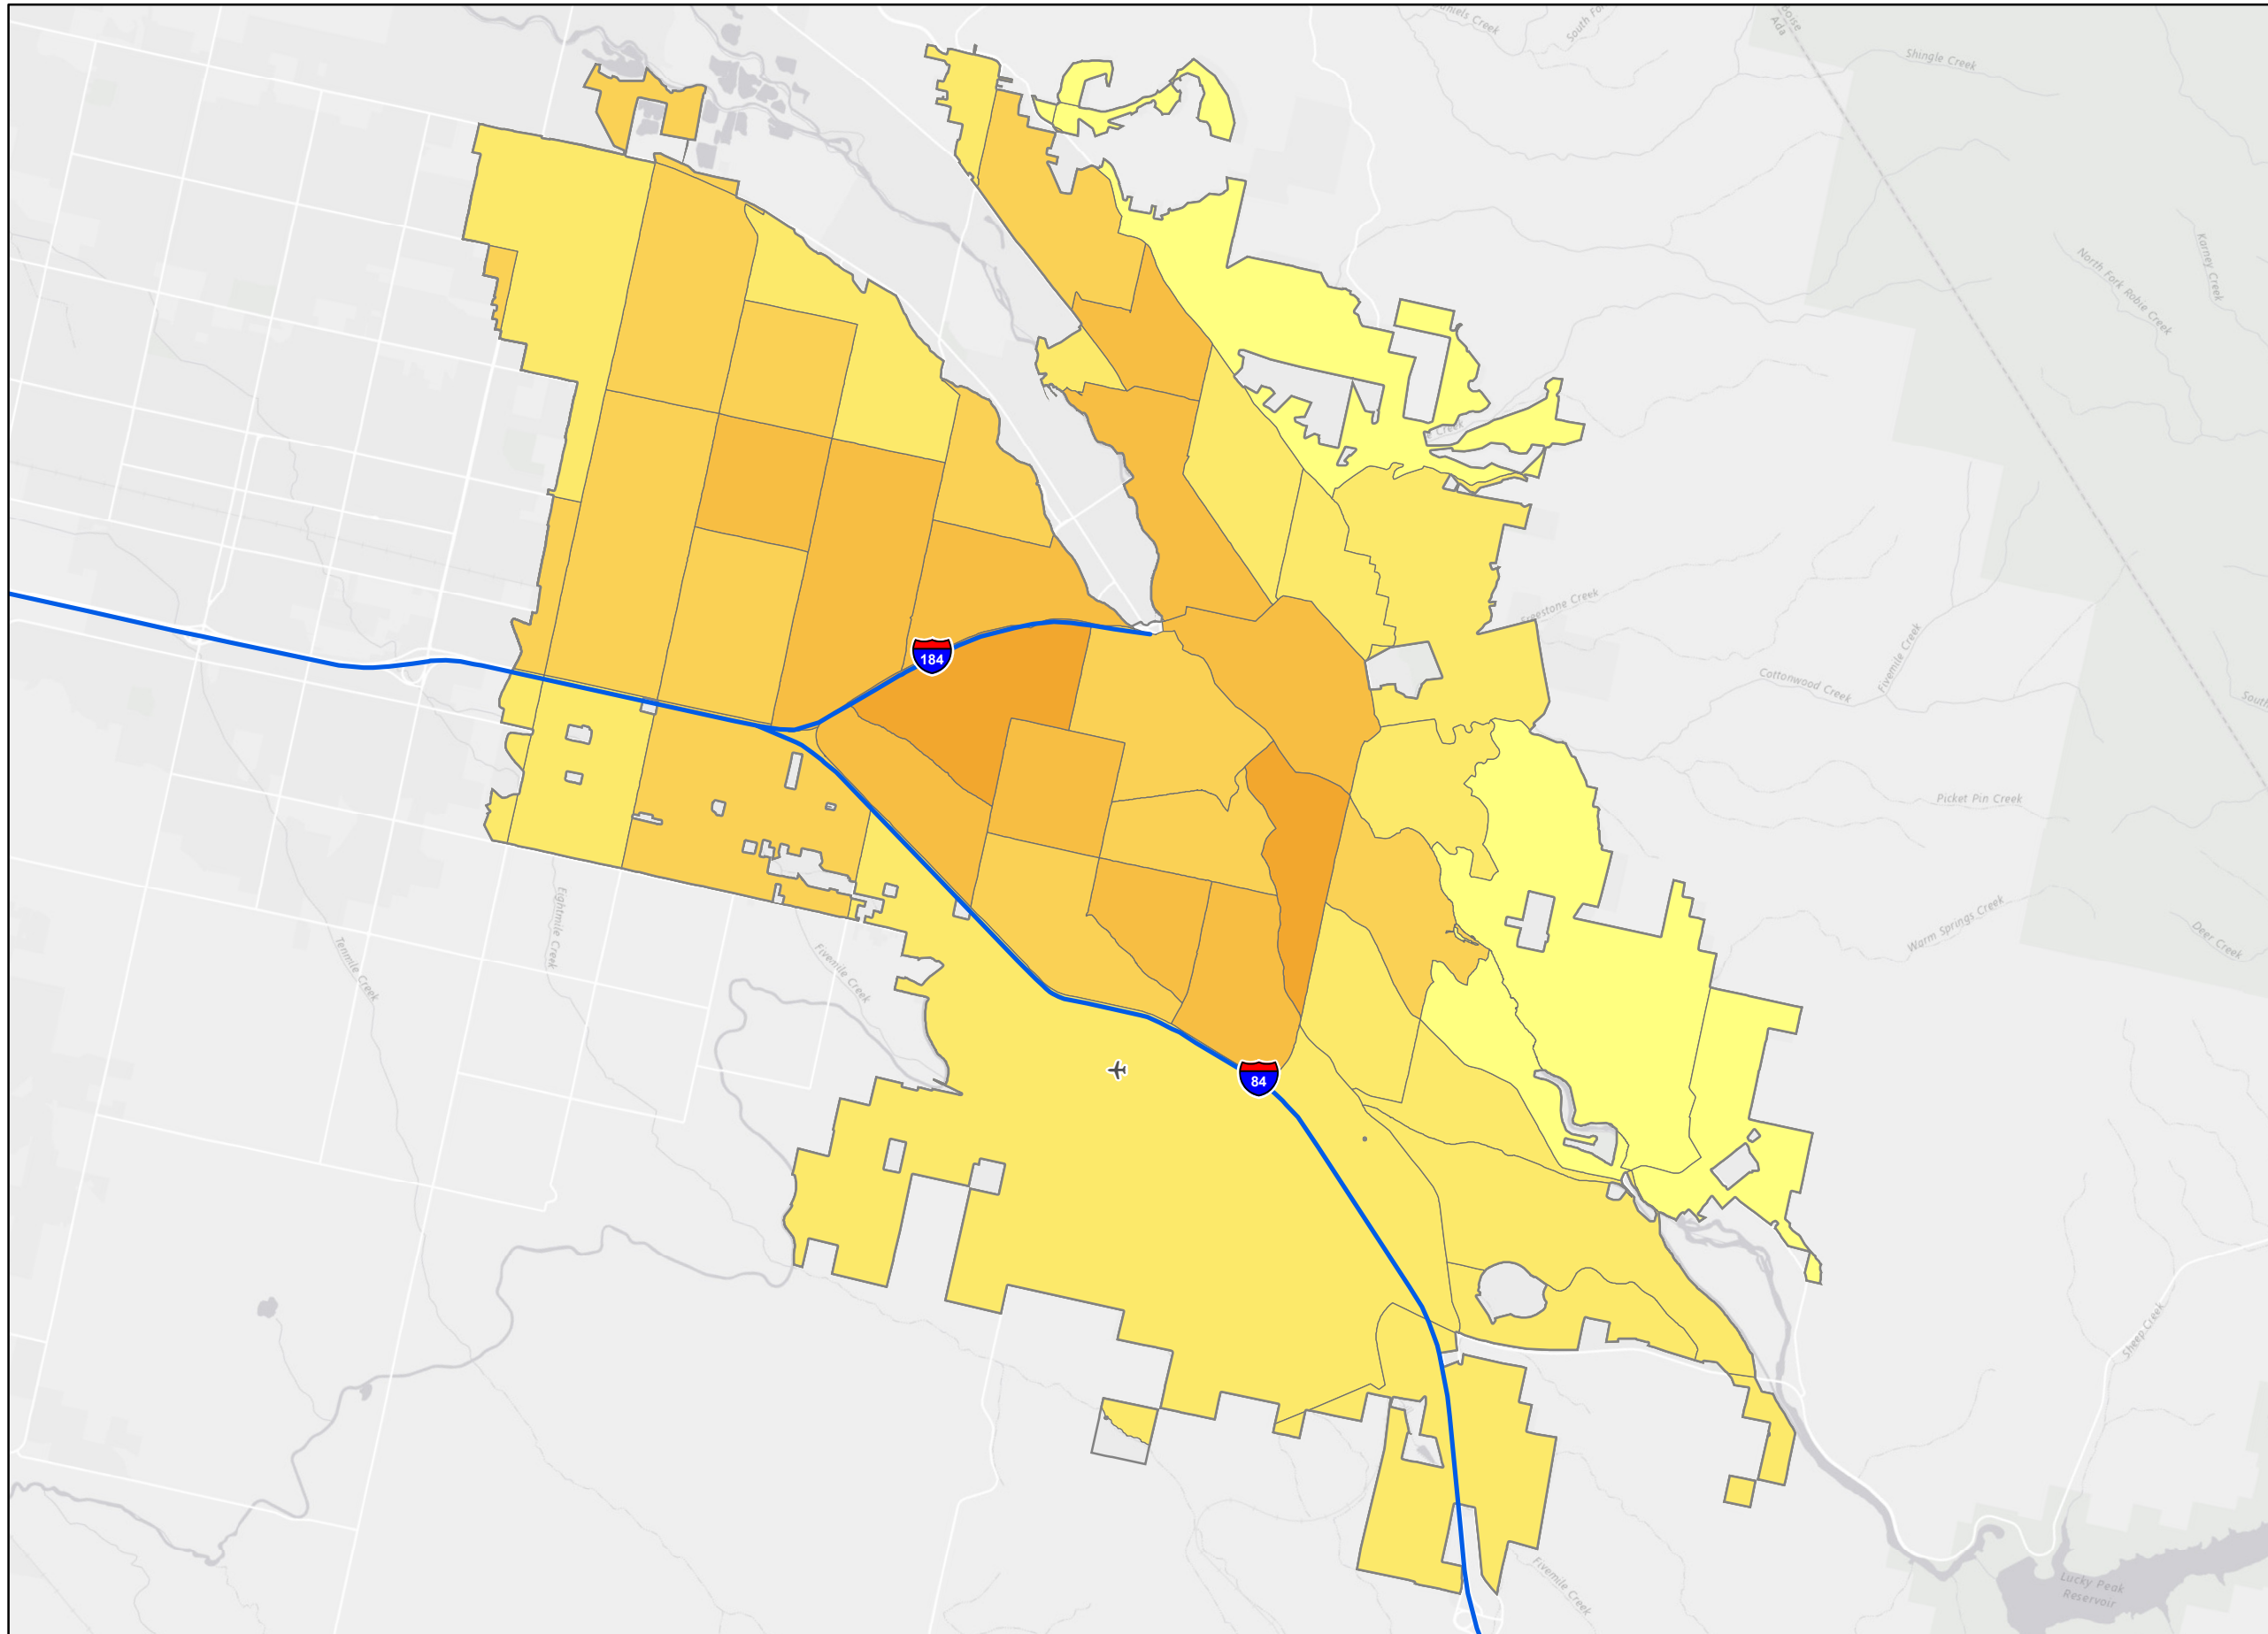 Shingle Creek
Ada
Karney Creek
North Fork Robie Creek
Freestone Creek
Fivemile Creek
Cottonwood Creek
184
Picket Pin Creek
Warm Springs Creek
Deer Creek
Eightmile Creek
Tenmile Creek
Fivemile Creek
84
Sheep Creek
Fivemile Creek
Lucky Peak
Reservoir